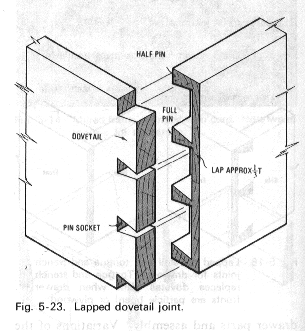 HALF PIN
FULL
PIN
DOVETAIL
LAP APPROX ⅓T
PIN SOCKET
Fig. 5-23. Lapped dovetail joint.